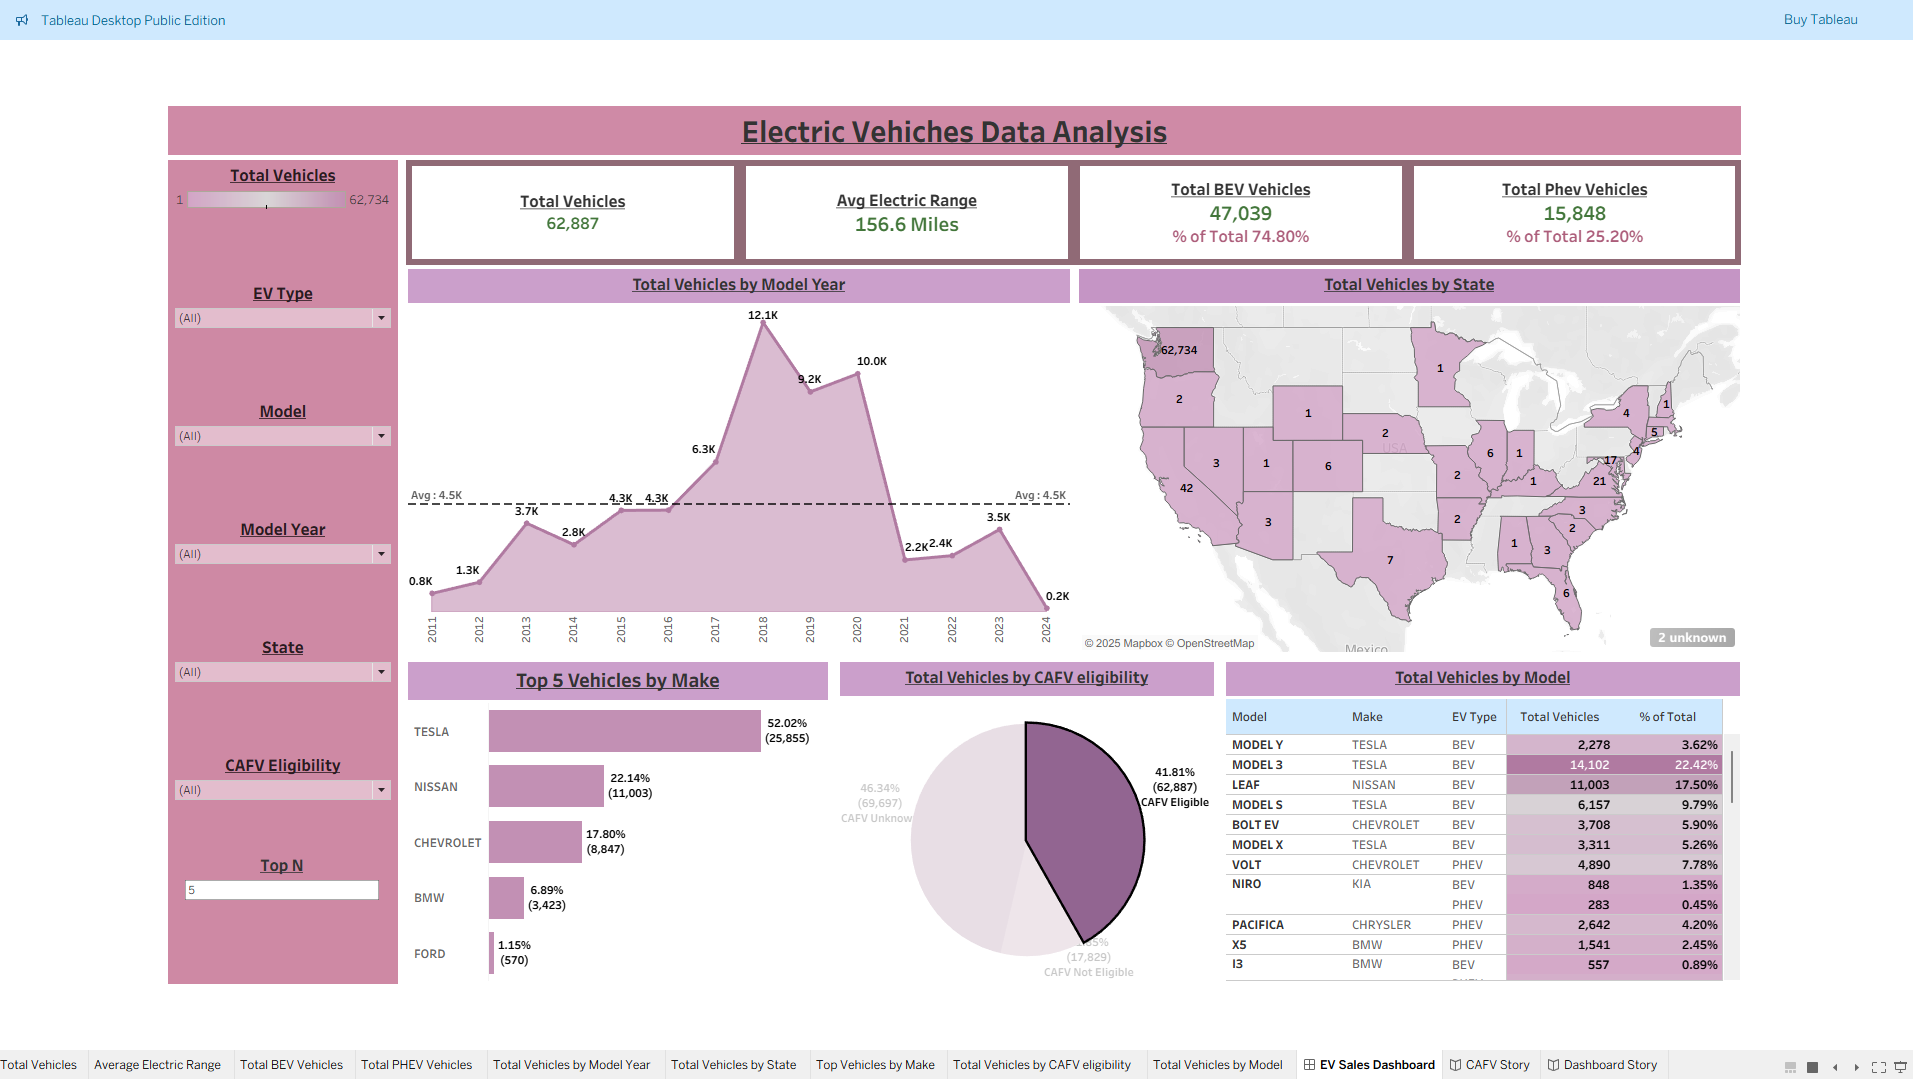 Tableau Desktop Public Edition
Buy Tableau
Electric Vehiches Data Analysis
Total Vehicles
1
62,734
EV Type
(All)
Model
(All)
Model Year
(All)
State
(All)
CAFV Eligibility
(All)
Top N
5
Total Vehicles
62,887
Avg Electric Range
156.6 Miles
Total BEV Vehicles
47,039
% of Total 74.80%
Total Phev Vehicles
15,848
% of Total 25.20%
Total Vehicles by Model Year
12.1K
10.0K
9.2K
6.3K
Avg : 4.5K
4.3K
4.3K
Avg : 4.5K
3.7K
3.5K
2.8K
2.2K
2.4K
1.3K
0.8K
0.2K
2011
2012
2013
2014
2015
2016
2017
2018
2019
2020
2021
2022
2023
2024
Total Vehicles by State
62,734
1
2
1
4
1
2
USA
5
3
1
6
6
1
4
17
2
1
21
42
3
2
3
2
1
3
7
6
© 2025 Mapbox © OpenStreetMap
Mexico
2 unknown
Top 5 Vehicles by Make
TESLA
52.02%
(25,855)
NISSAN
22.14%
(11,003)
CHEVROLET
17.80%
(8,847)
BMW
6.89%
(3,423)
FORD
1.15%
(570)
Total Vehicles by CAFV eligibility
41.81%
(62,887)
CAFV Eligible
46.34%
(69,697)
CAFV Unknow
(17,829)
CAFV Not Eligible
Total Vehicles by Model
Model Make EV Type Total Vehicles % of Total
MODEL Y TESLA BEV 2,278 3.62%
MODEL 3 TESLA BEV 14,102 22.42%
LEAF NISSAN BEV 11,003 17.50%
MODEL S TESLA BEV 6,157 9.79%
BOLT EV CHEVROLET BEV 3,708 5.90%
MODEL X TESLA BEV 3,311 5.26%
VOLT CHEVROLET PHEV 4,890 7.78%
NIRO KIA BEV 848 1.35%
PHEV 283 0.45%
PACIFICA CHRYSLER PHEV 2,642 4.20%
X5 BMW PHEV 1,541 2.45%
I3 BMW BEV 557 0.89%
Total Vehicles
Average Electric Range
Total BEV Vehicles
Total PHEV Vehicles
Total Vehicles by Model Year
Total Vehicles by State
Top Vehicles by Make
Total Vehicles by CAFV eligibility
Total Vehicles by Model
EV Sales Dashboard
CAFV Story
Dashboard Story